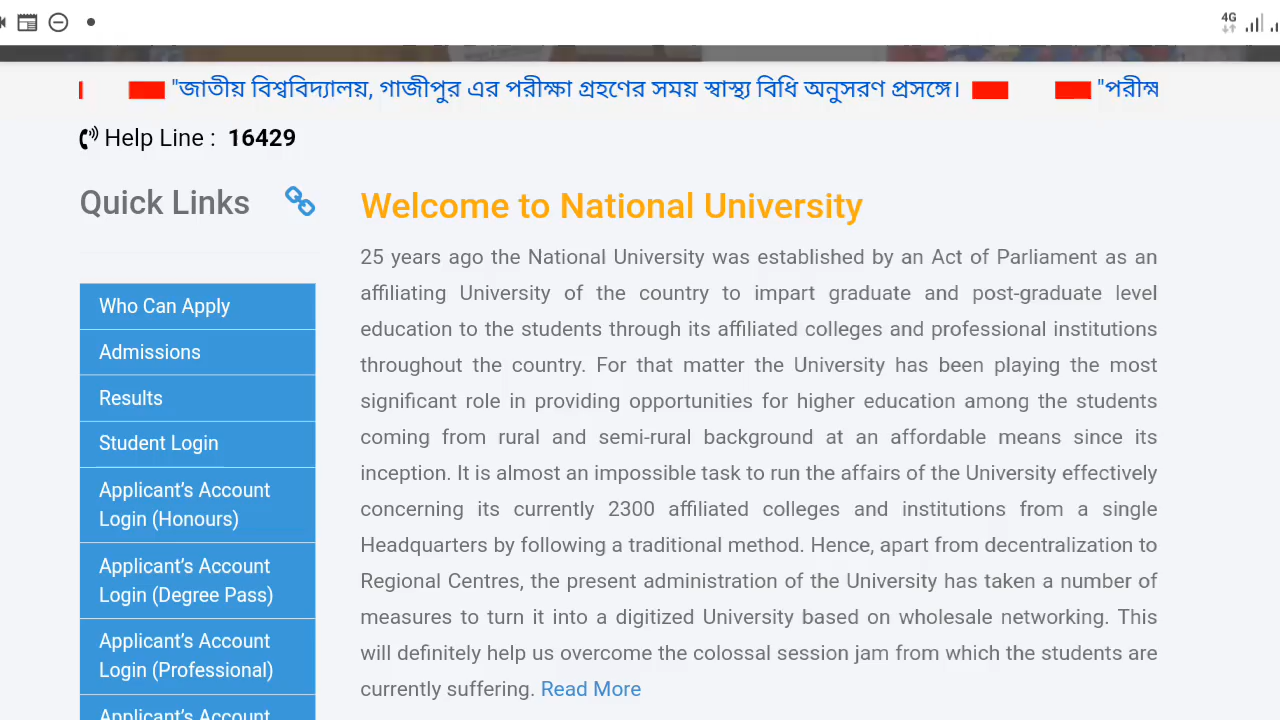 4G
"জাতীয় বিশ্ববিদ্যালয়, গাজীপুর এর পরীক্ষা গ্রহণের সময় স্বাস্থ্য বিধি অনুসরণ প্রসঙ্গে। "পরীক্ষ
Help Line : 16429
Quick Links
Who Can Apply
Admissions
Results
Student Login
Applicant’s Account
Login (Honours)
Applicant’s Account
Login (Degree Pass)
Applicant’s Account
Login (Professional)
Applicant’s Account
Welcome to National University
25 years ago the National University was established by an Act of Parliament as an
affiliating University of the country to impart graduate and post-graduate level
education to the students through its affiliated colleges and professional institutions
throughout the country. For that matter the University has been playing the most
significant role in providing opportunities for higher education among the students
coming from rural and semi-rural background at an affordable means since its
inception. It is almost an impossible task to run the affairs of the University effectively
concerning its currently 2300 affiliated colleges and institutions from a single
Headquarters by following a traditional method. Hence, apart from decentralization to
Regional Centres, the present administration of the University has taken a number of
measures to turn it into a digitized University based on wholesale networking. This
will definitely help us overcome the colossal session jam from which the students are
currently suffering. Read More